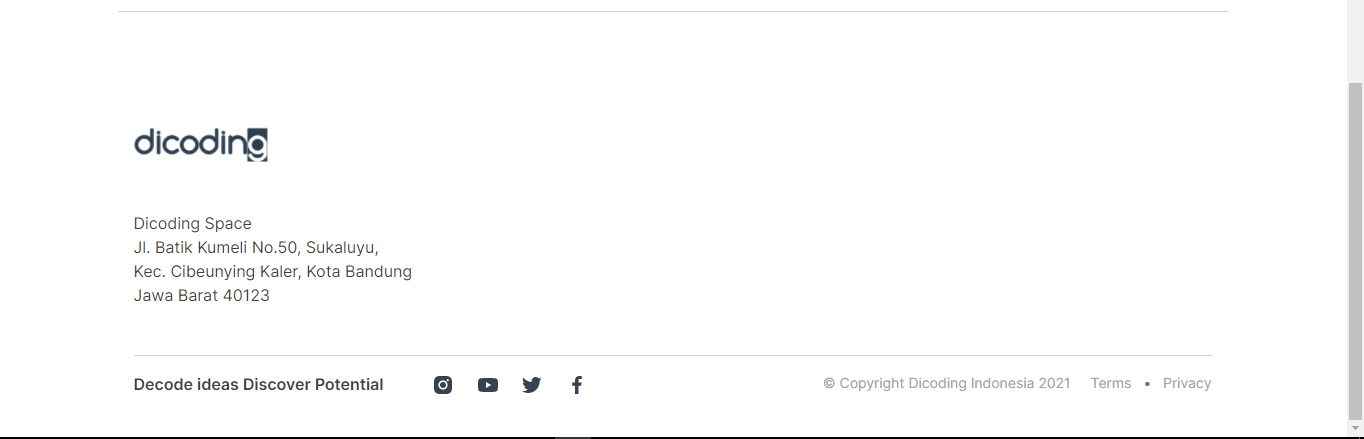 dicoding
Dicoding Space
Jl. Batik Kumeli No.50, Sukaluyu,
Kec. Cibeunying Kaler, Kota Bandung
Jawa Barat 40123
Decode ideas Discover Potential
© Copyright Dicoding Indonesia 2021 Terms • Privacy